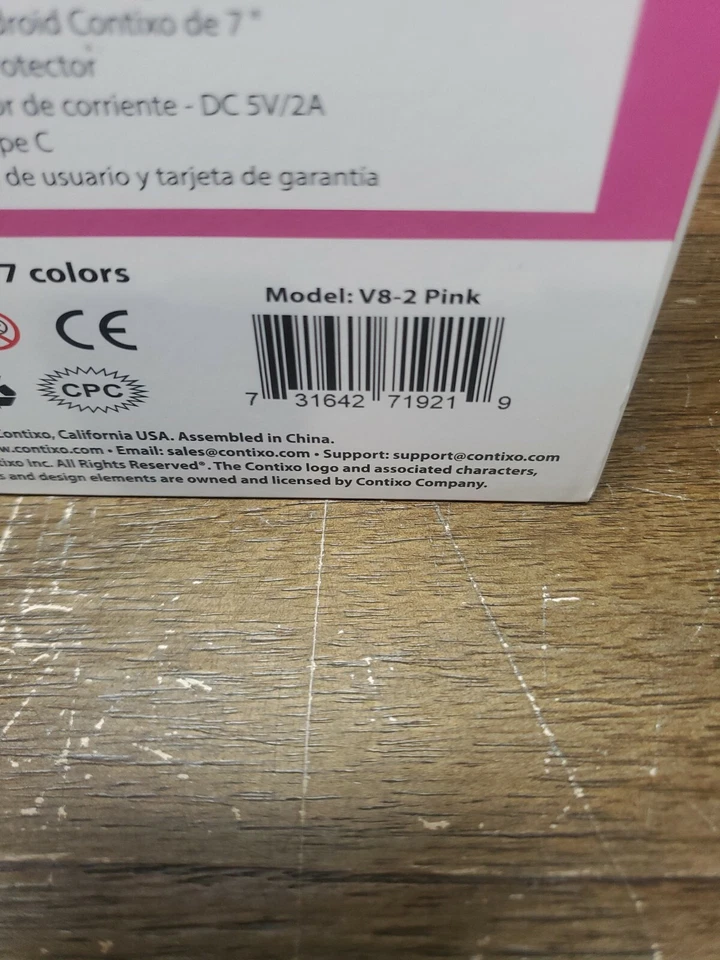 droid Contixo de 7"
otector
or de corriente - DC 5V/2A
pe C
de usuario y tarjeta de garantía
7 colors
Model: V8-2 Pink
CE
CPC
7 31642 71921 9
Contixo, California USA. Assembled in China.
w.contixo.com • Email: sales@contixo.com • Support: support@contixo.com
tixo Inc. All Rights Reserved®. The Contixo logo and associated characters,
s and design elements are owned and licensed by Contixo Company.